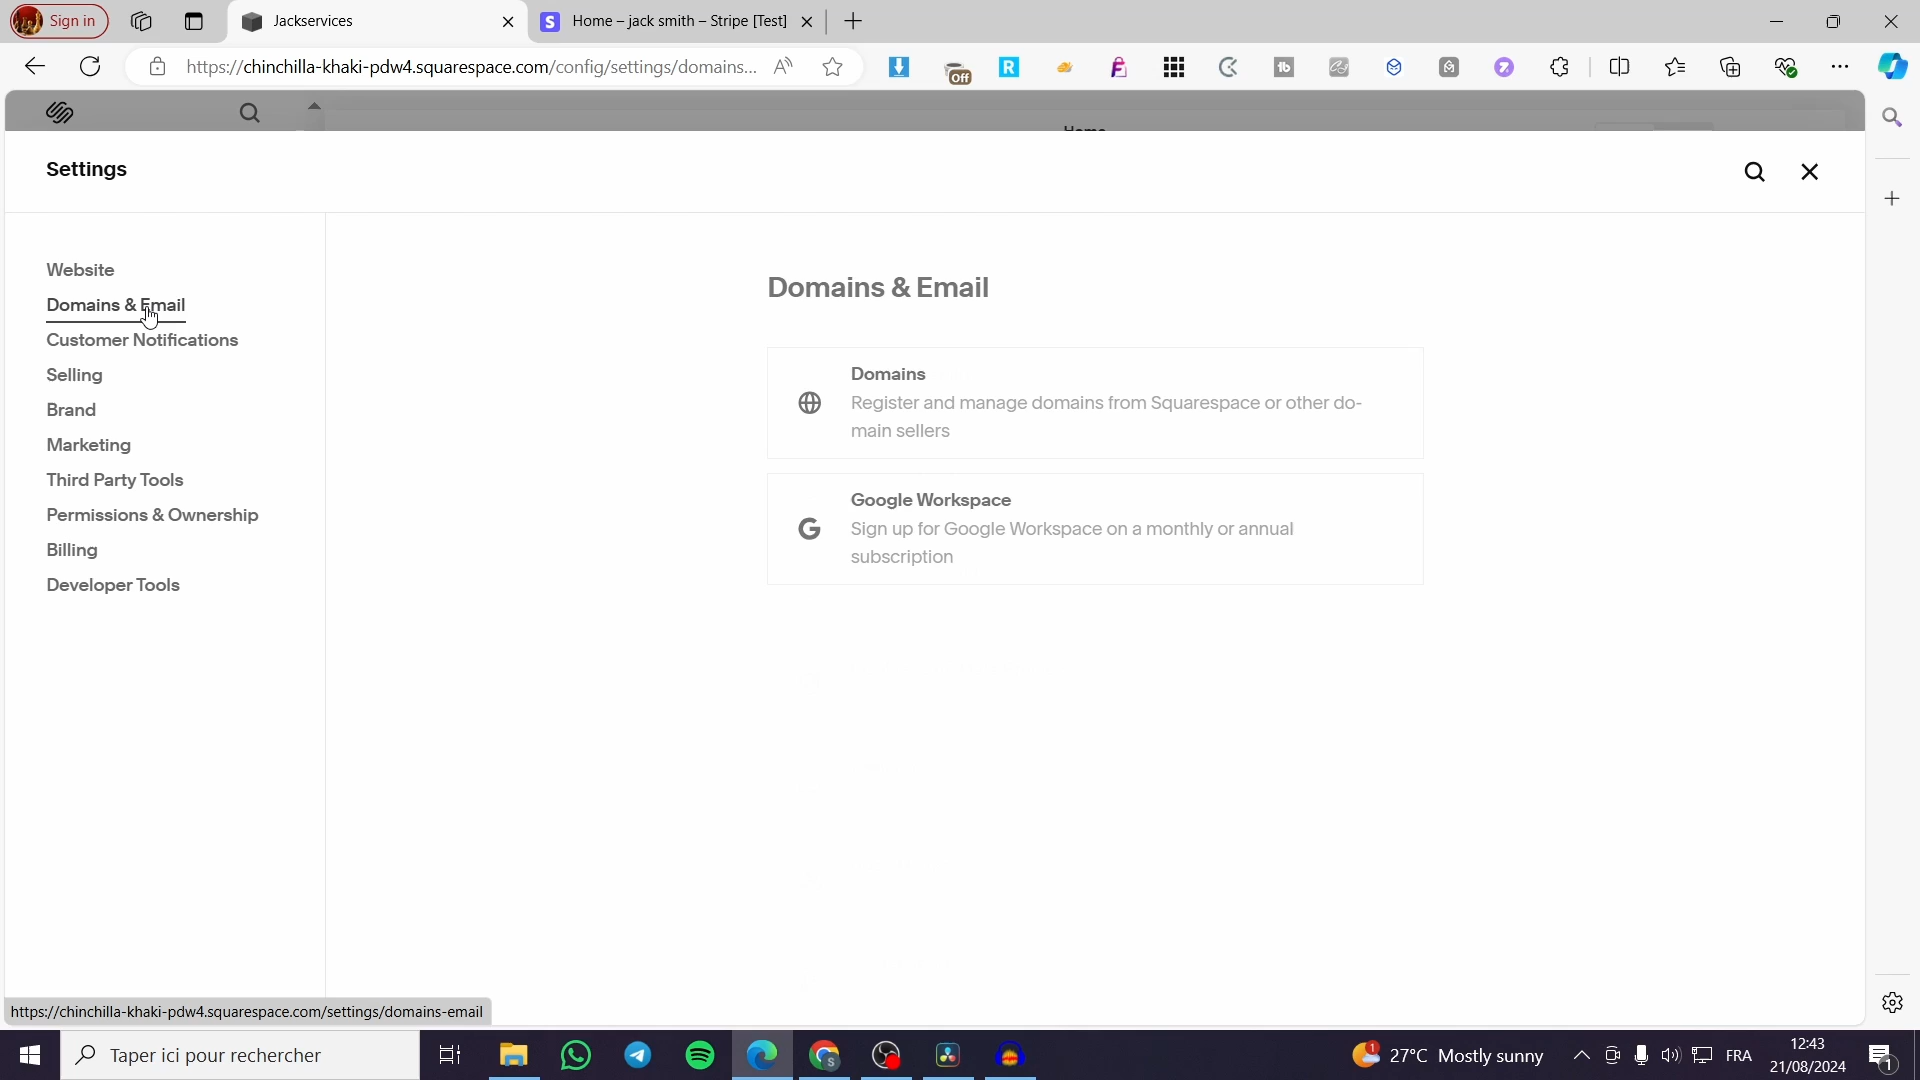 Sign in
Jackservices
Home – jack smith – Stripe [Test]
https://chinchilla-khaki-pdw4.squarespace.com/config/settings/domains...
Off
Settings
Website
Domains & Email
Customer Notifications
Selling
Brand
Marketing
Third Party Tools
Permissions & Ownership
Billing
Developer Tools
Domains & Email
Domains
Register and manage domains from Squarespace or other do-
main sellers
Google Workspace
Sign up for Google Workspace on a monthly or annual
subscription
https://chinchilla-khaki-pdw4.squarespace.com/settings/domains-email
Taper ici pour rechercher
27°C Mostly sunny
FRA
12:43
21/08/2024